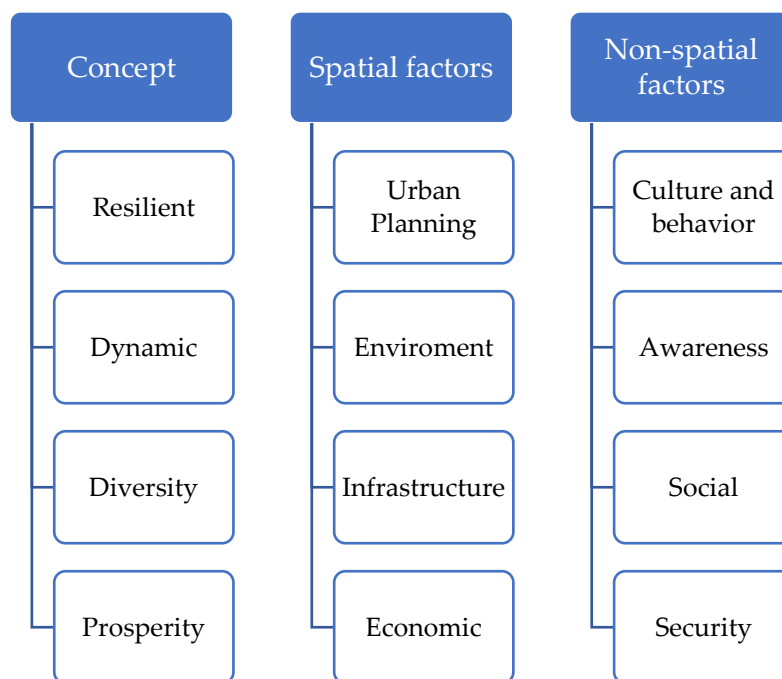 Concept
Resilient
Dynamic
Diversity
Prosperity
Spatial factors
Urban
Planning
Enviroment
Infrastructure
Economic
Non-spatial
factors
Culture and
behavior
Awareness
Social
Security